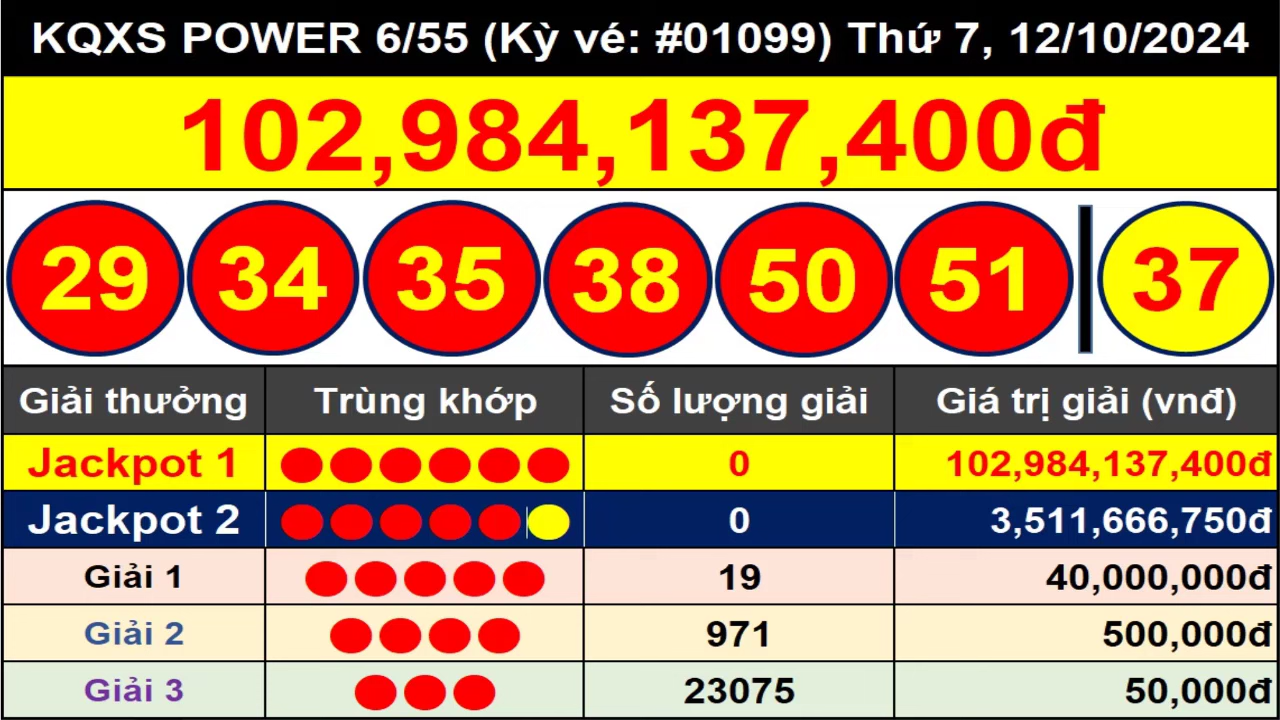 KQXS POWER 6/55 (Kỳ vé: #01099) Thứ 7, 12/10/2024
102,984,137,400đ
29 34 35 38 50 51 37
Giải thưởng Trùng khớp Số lượng giải Giá trị giải (vnđ)
Jackpot 1 0 102,984,137,400đ
Jackpot 2 0 3,511,666,750đ
Giải 1 19 40,000,000đ
Giải 2 971 500,000đ
Giải 3 23075 50,000đ